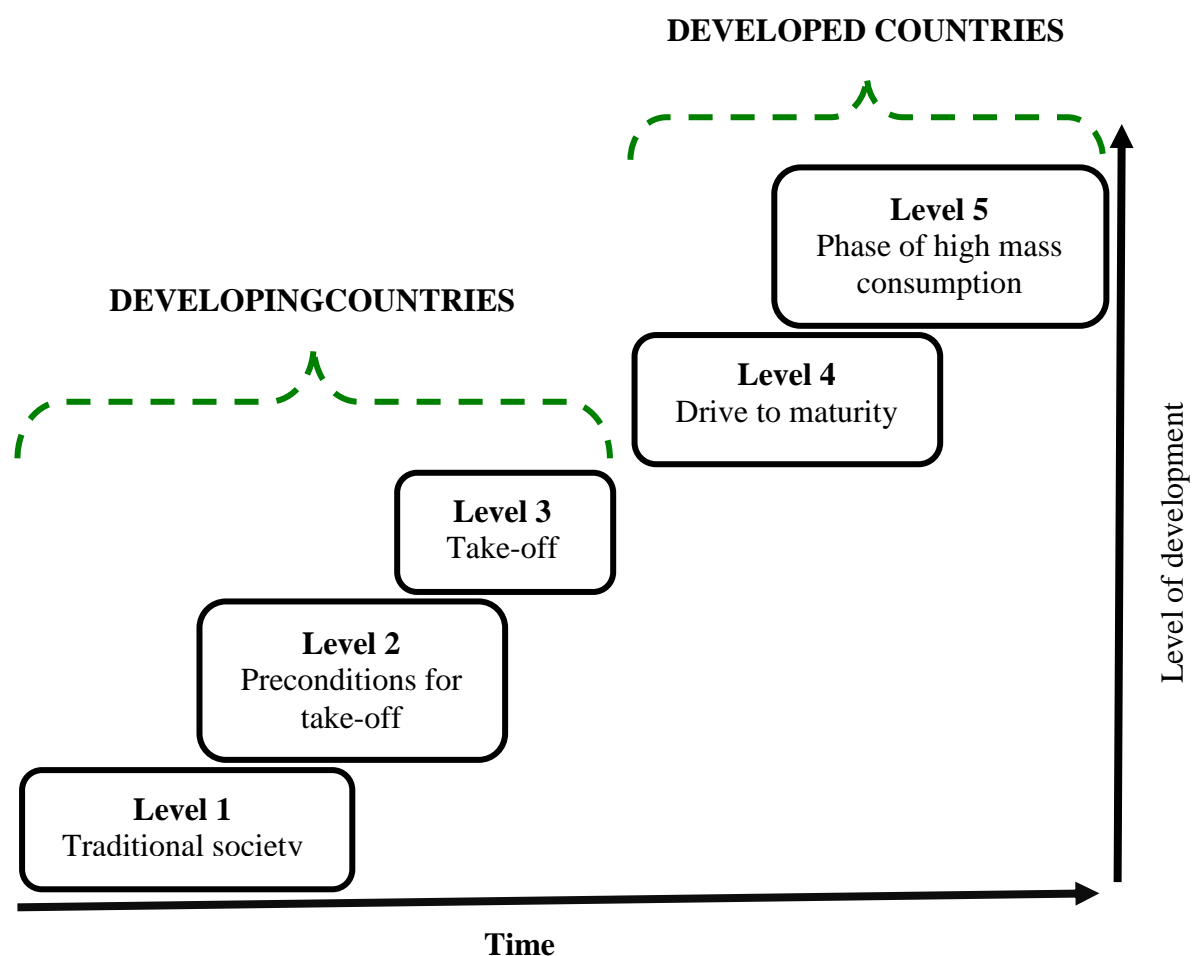 DEVELOPED COUNTRIES
Level 5
Phase of high mass
consumption
DEVELOPINGCOUNTRIES
Level 4
Drive to maturity
Level of development
Level 3
Take-off
Level 2
Preconditions for
take-off
Level 1
Traditional society
Time